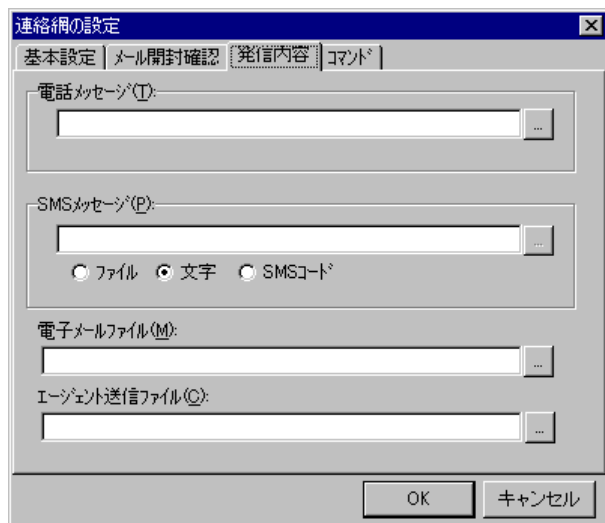 連絡網の設定
基本設定 ﾒｰﾙ開封確認 発信内容 ｺﾏﾝﾄﾞ
電話ﾒｯｾｰｼﾞ(T):
...
SMSﾒｯｾｰｼﾞ(P):
...
ﾌｧｲﾙ 文字 SMSｺｰﾄﾞ
電子ﾒｰﾙﾌｧｲﾙ(M):
...
ｴｰｼﾞｪﾝﾄ送信ﾌｧｲﾙ(C):
...
OK キャンセル